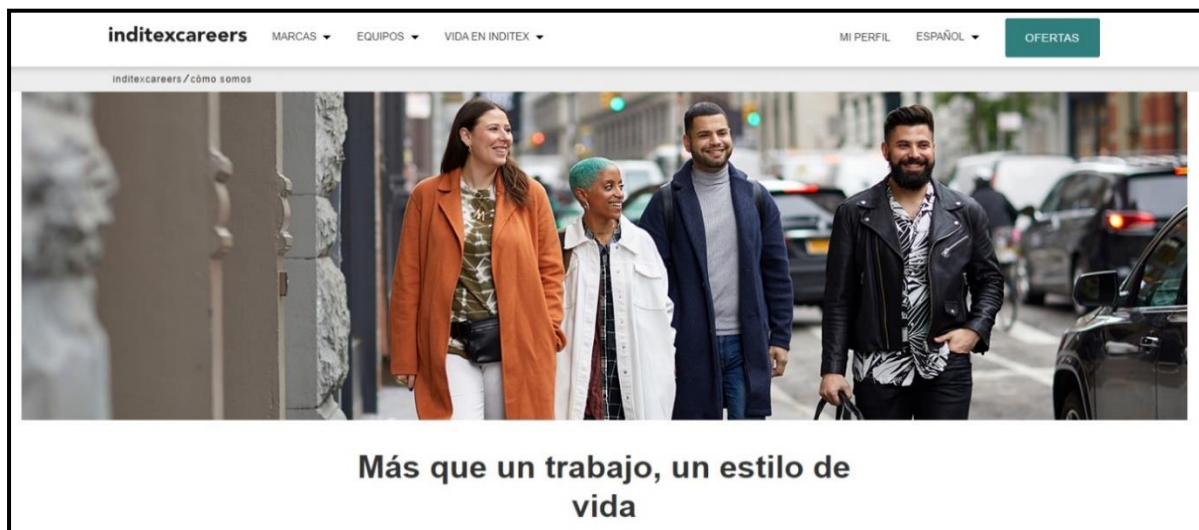 inditexcareers MARCAS EQUIPOS VIDA EN INDITEX MI PERFIL ESPAÑOL OFERTAS
inditexcareers/còmo somos
Más que un trabajo, un estilo de
vida